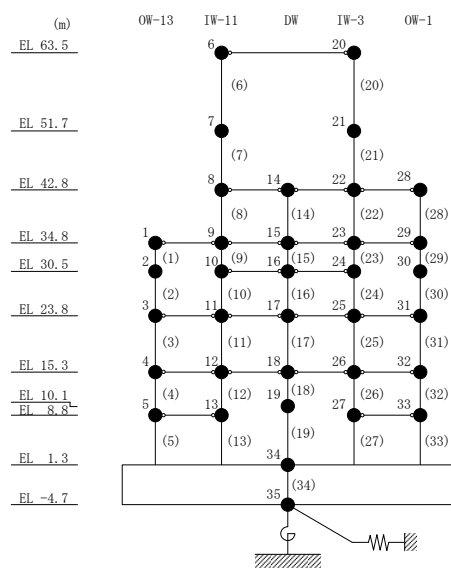 (m) OW-13 IW-11 DW IW-3 OW-1
EL 63.5 6 20
(6) (20)
EL 51.7 7 21
(7) (21)
EL 42.8 8 14 22 28
(8) (14) (22) (28)
EL 34.8 1 9 15 23 29
(1) (9) (15) (23) (29)
EL 30.5 2 10 16 24 30
(2) (10) (16) (24) (30)
EL 23.8 3 11 17 25 31
(3) (11) (17) (25) (31)
EL 15.3 4 12 18 26 32
(4) (12) (18) (26) (32)
EL 10.1 19
EL 8.8 5 13 27 33
(5) (13) (19) (27) (33)
EL 1.3 34
(34)
EL -4.7 35